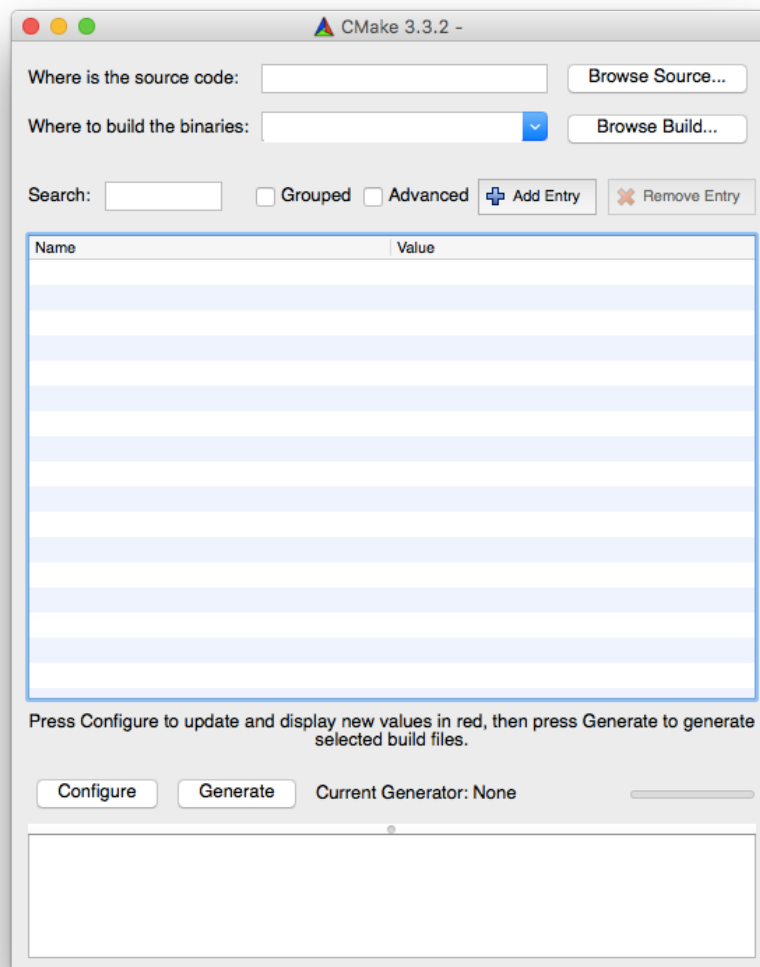 CMake 3.3.2 -
Where is the source code: Browse Source...
Where to build the binaries: Browse Build...
Search: Grouped Advanced Add Entry Remove Entry
Name Value
Press Configure to update and display new values in red, then press Generate to generate
selected build files.
Configure Generate Current Generator: None